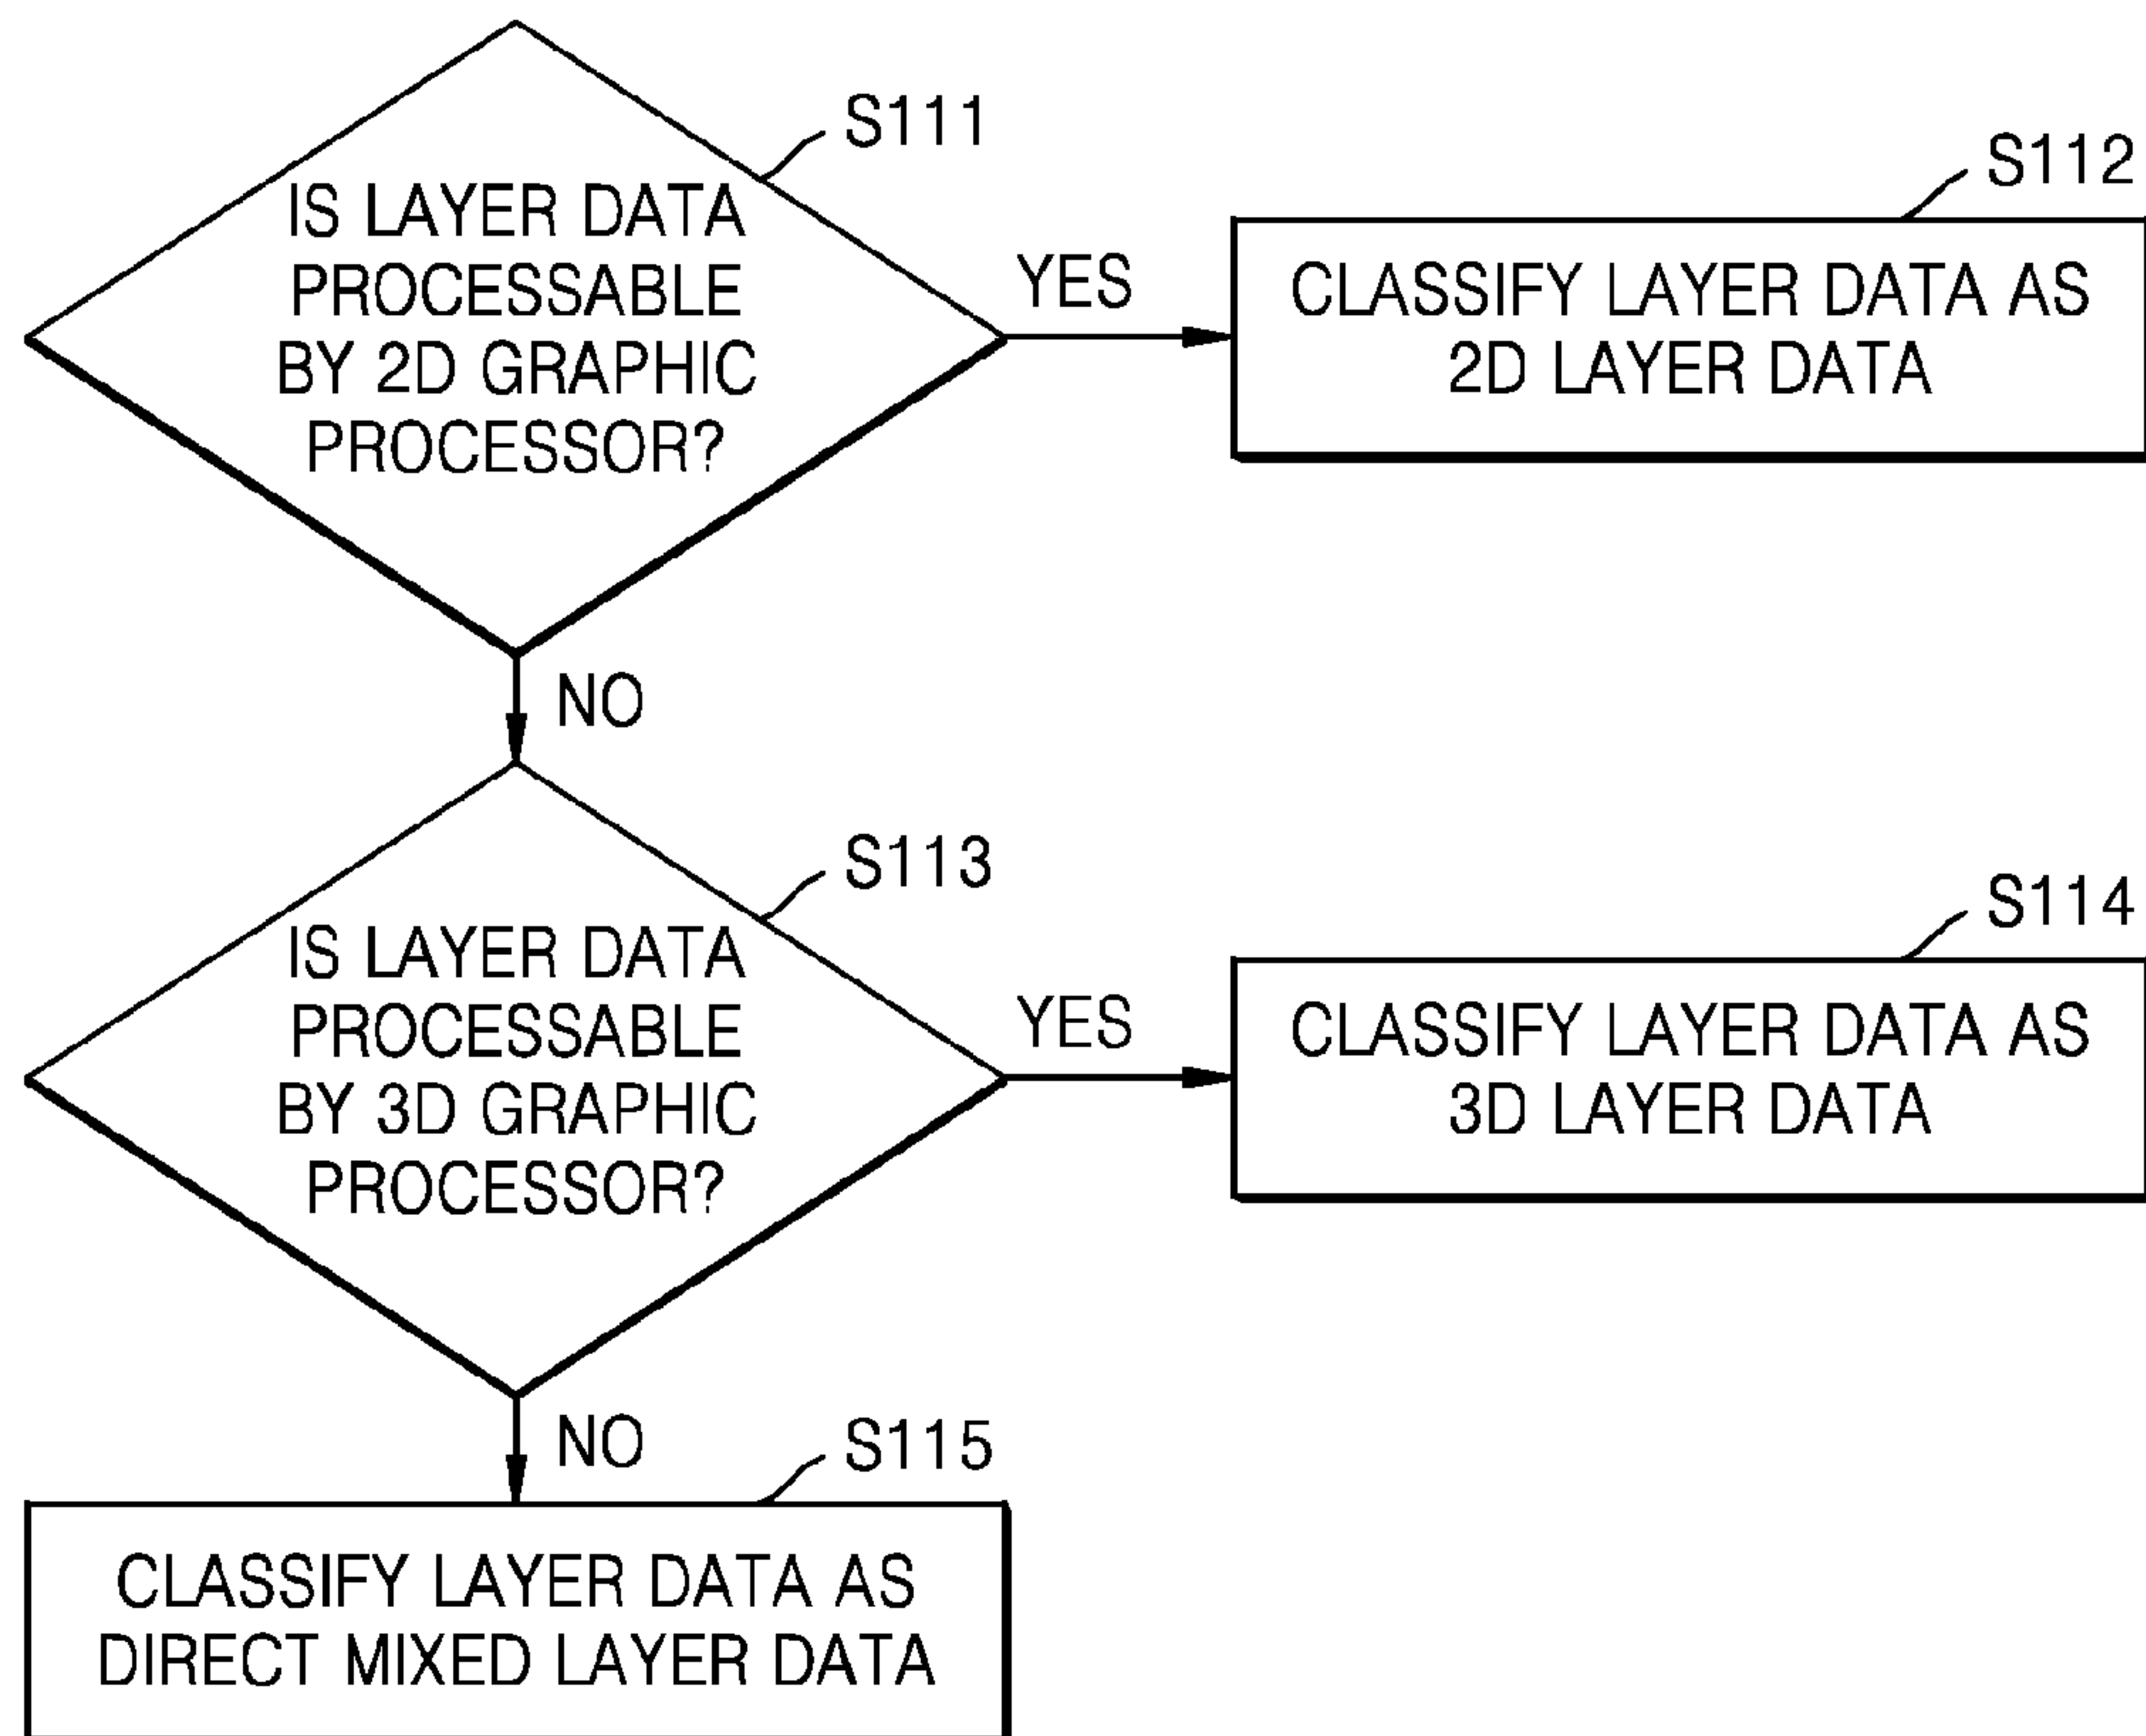 S111
IS LAYER DATA
PROCESSABLE
BY 2D GRAPHIC
PROCESSOR?
YES
S112
CLASSIFY LAYER DATA AS
2D LAYER DATA
NO
S113
IS LAYER DATA
PROCESSABLE
BY 3D GRAPHIC
PROCESSOR?
YES
S114
CLASSIFY LAYER DATA AS
3D LAYER DATA
NO
S115
CLASSIFY LAYER DATA AS
DIRECT MIXED LAYER DATA